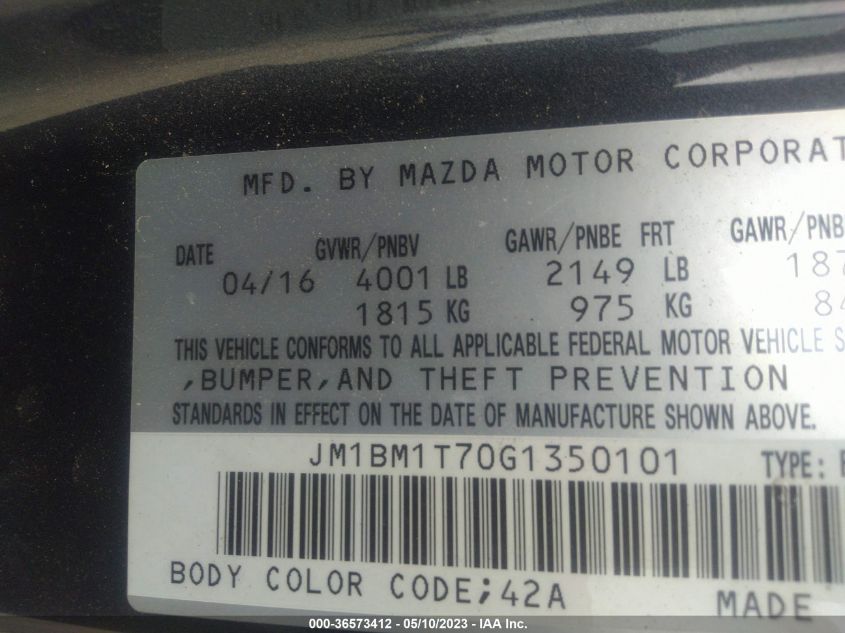 MFD. BY MAZDA MOTOR CORPORAT
DATE GVWR/PNBV GAWR/PNBE FRT GAWR/PNB
04/16 4001 LB 2149 LB 187
1815 KG 975 KG 84
THIS VEHICLE CONFORMS TO ALL APPLICABLE FEDERAL MOTOR VEHICLE S
,BUMPER,AND THEFT PREVENTION
STANDARDS IN EFFECT ON THE DATE OF MANUFACTURE SHOWN ABOVE.
JM1BM1T70G1350101 TYPE:
BODY COLOR CODE;42A MADE
000-36573412 - 05/10/2023 - IAA Inc.